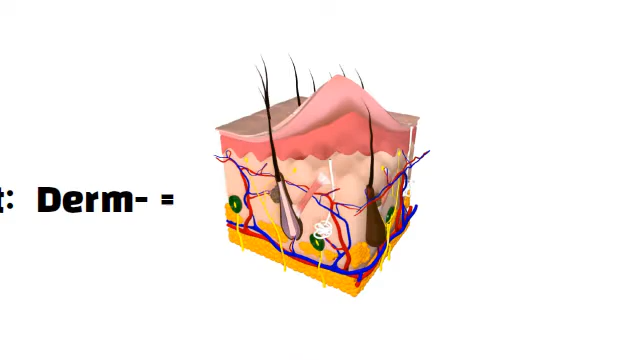 t: Derm- =